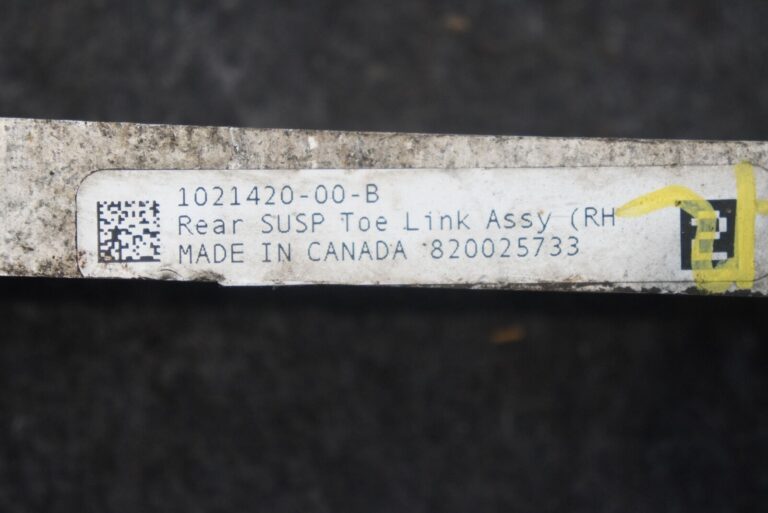 1021420-00-B
Rear SUSP Toe Link Assy (RH
MADE IN CANADA 820025733